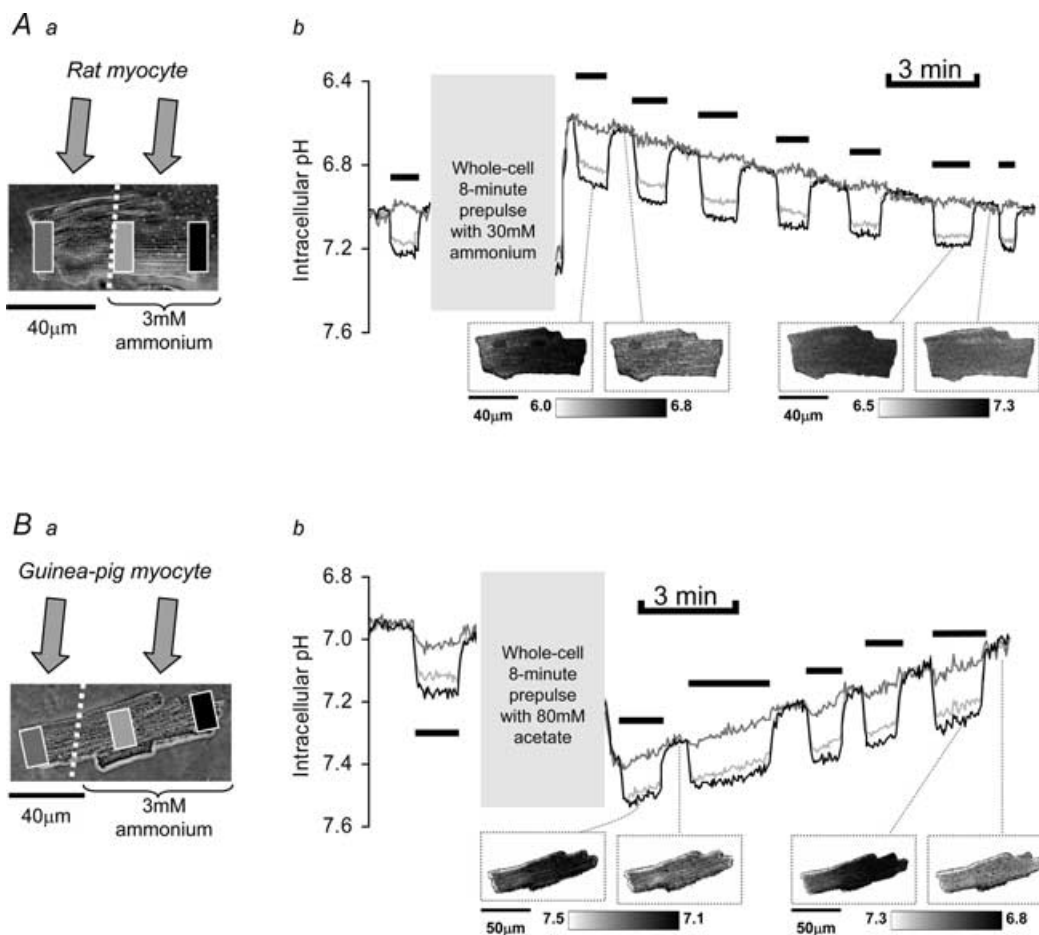 A a
Rat myocyte
40μm
3mM
ammonium
b
Intracellular pH
6.4
6.8
7.2
7.6
Whole-cell
8-minute
prepulse
with 30mM
ammonium
3 min
40μm
6.0 6.8
40μm
6.5 7.3
B a
Guinea-pig myocyte
40μm
3mM
ammonium
b
Intracellular pH
6.8
7.0
7.2
7.4
7.6
Whole-cell
8-minute
prepulse
with 80mM
acetate
3 min
50μm
7.5 7.1
50μm
7.3 6.8